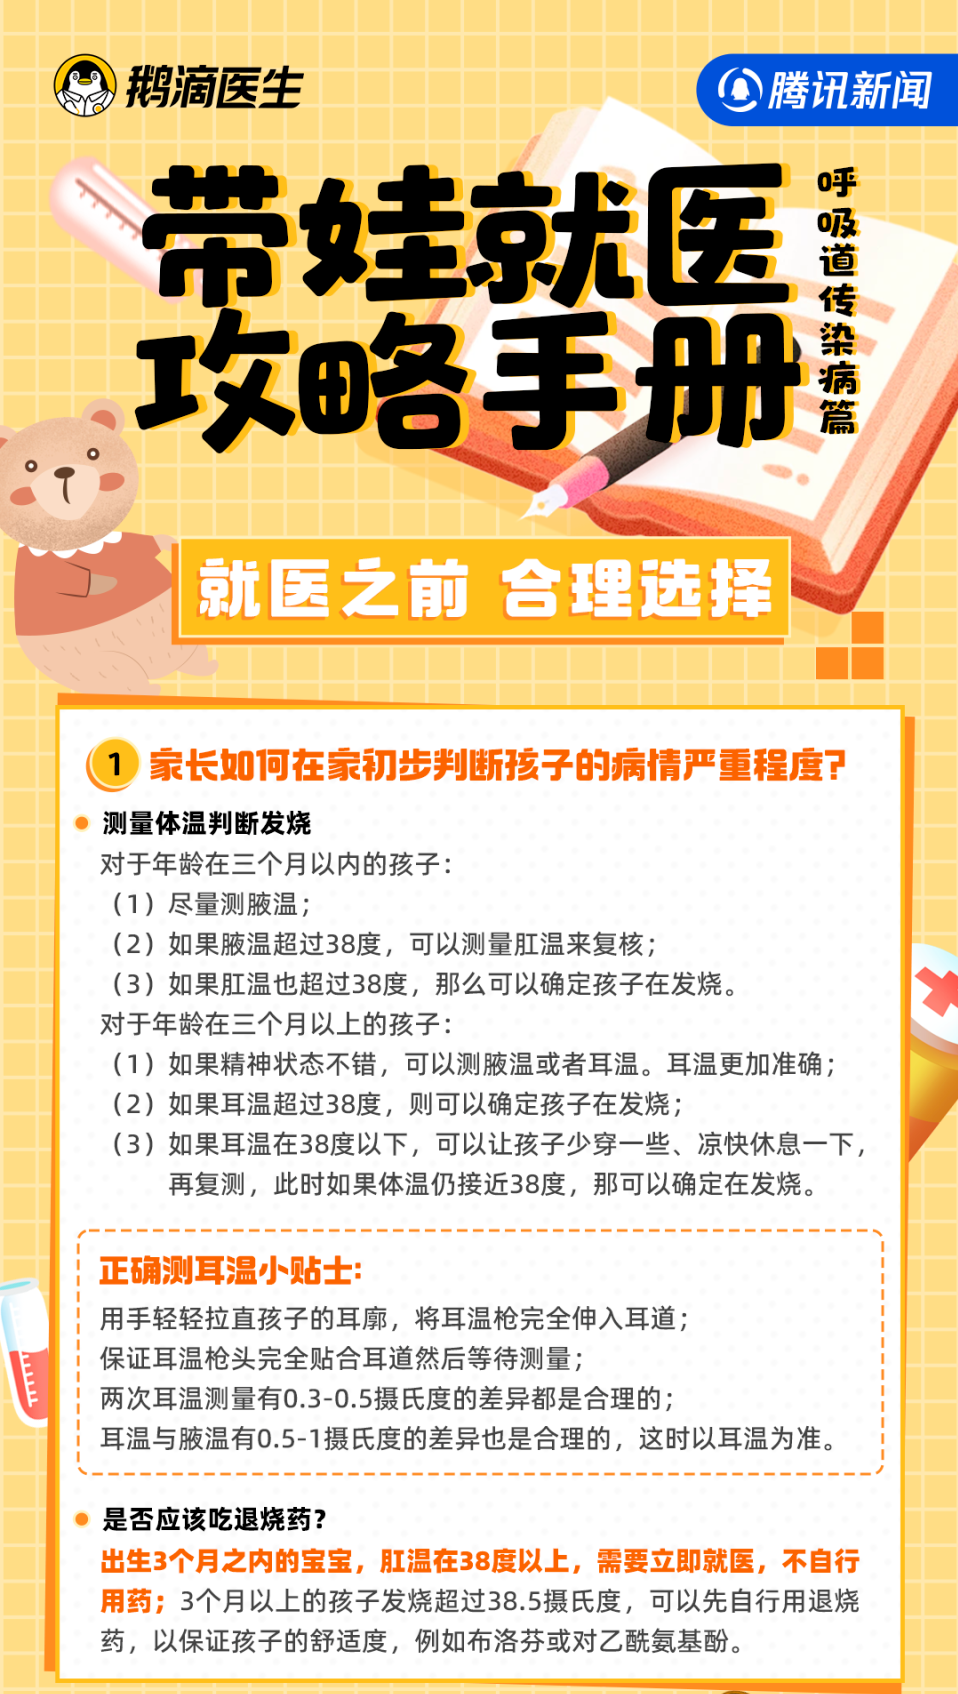 鹅滴医生
腾讯新闻
带娃就医
攻略手册
呼吸道传染病篇
就医之前 合理选择
1 家长如何在家初步判断孩子的病情严重程度？
测量体温判断发烧
对于年龄在三个月以内的孩子：
（1）尽量测腋温；
（2）如果腋温超过38度，可以测量肛温来复核；
（3）如果肛温也超过38度，那么可以确定孩子在发烧。
对于年龄在三个月以上的孩子：
（1）如果精神状态不错，可以测腋温或者耳温。耳温更加准确；
（2）如果耳温超过38度，则可以确定孩子在发烧；
（3）如果耳温在38度以下，可以让孩子少穿一些、凉快休息一下，
再复测，此时如果体温仍接近38度，那可以确定在发烧。
正确测耳温小贴士：
用手轻轻拉直孩子的耳廓，将耳温枪完全伸入耳道；
保证耳温枪头完全贴合耳道然后等待测量；
两次耳温测量有0.3-0.5摄氏度的差异都是合理的；
耳温与腋温有0.5-1摄氏度的差异也是合理的，这时以耳温为准。
是否应该吃退烧药？
出生3个月之内的宝宝，肛温在38度以上，需要立即就医，不自行
用药；3个月以上的孩子发烧超过38.5摄氏度，可以先自行用退烧
药，以保证孩子的舒适度，例如布洛芬或对乙酰氨基酚。